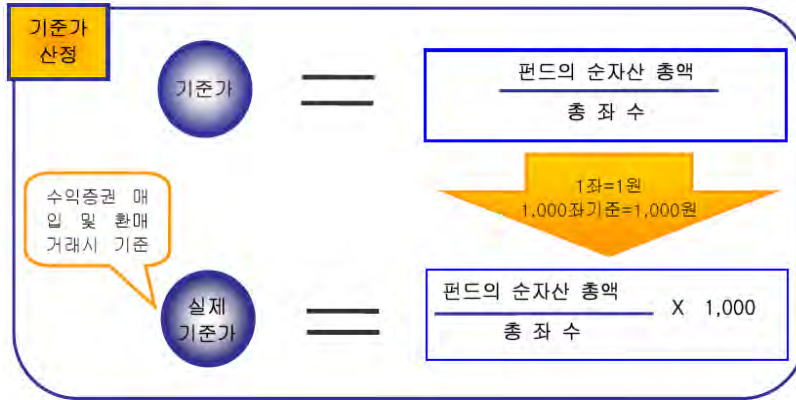 기준가
산정
기준가
펀드의 순자산 총액
총 좌 수
1좌=1원
1,000좌기준=1,000원
수익증권 매
입 및 환매
거래시 기준
실제
기준가
펀드의 순자산 총액
총 좌 수
X 1,000